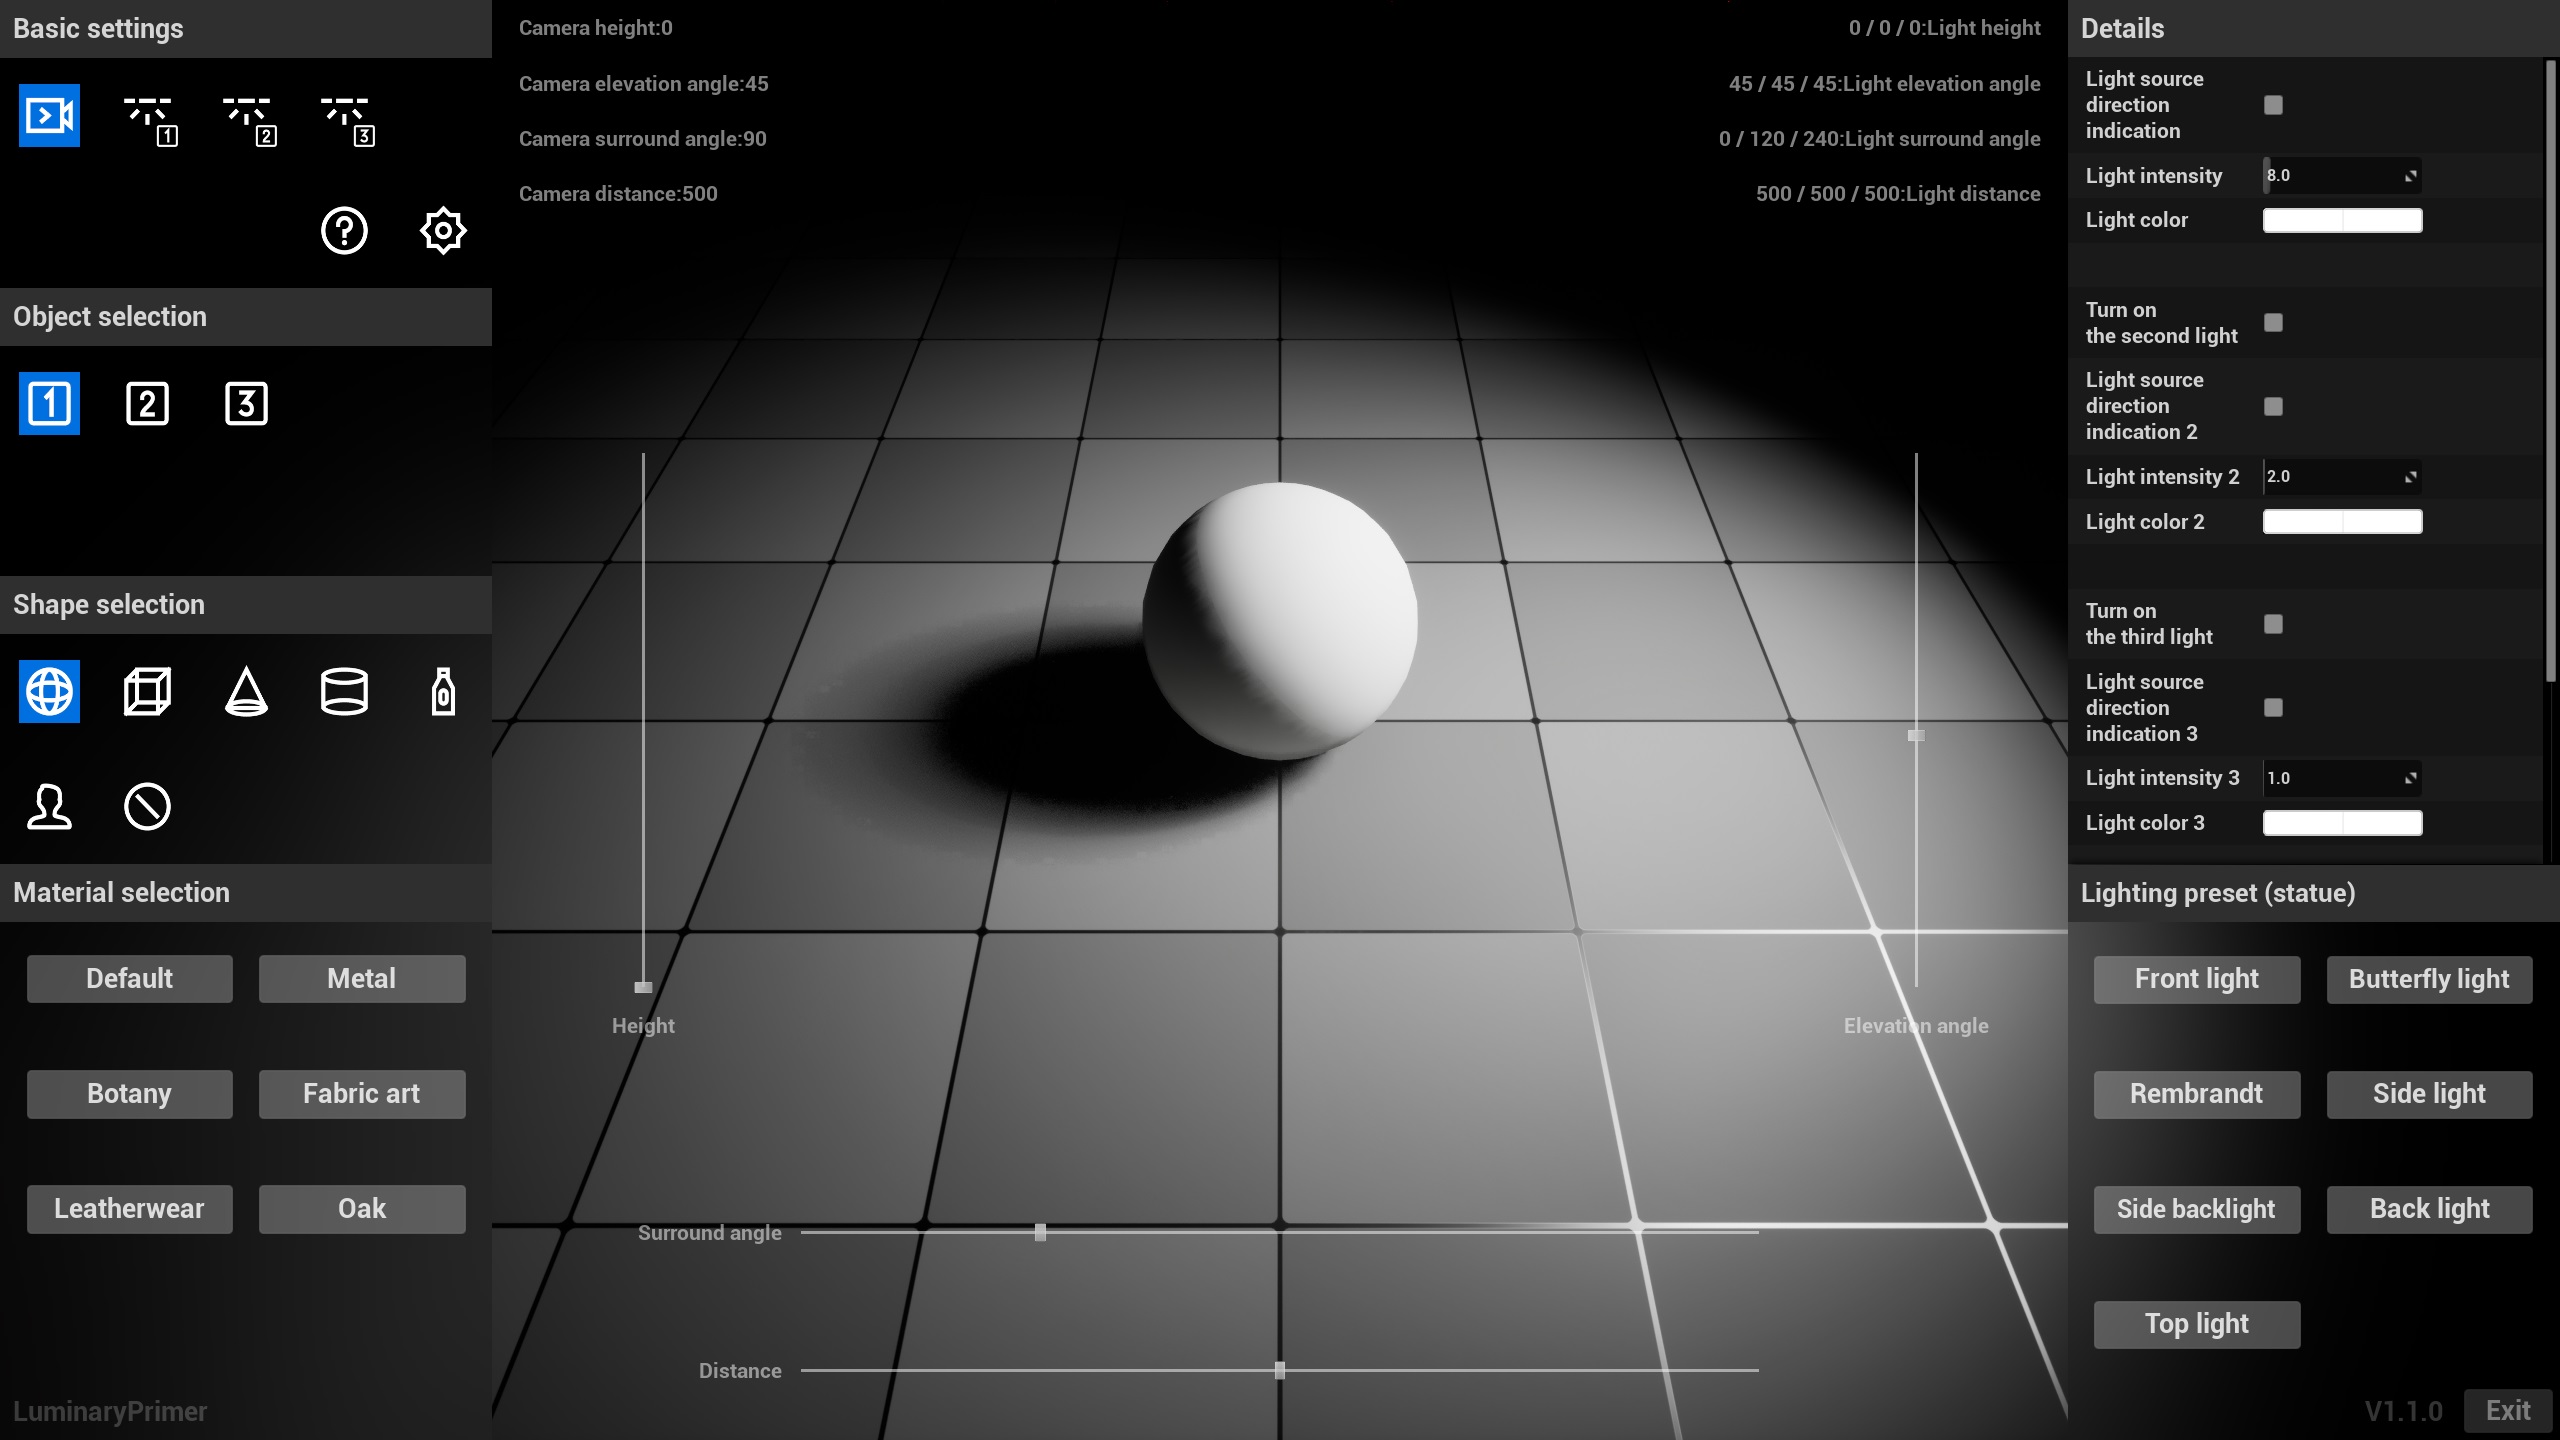 Basic settings
1
2
3
?
Object selection
1
2
3
Shape selection
0
Material selection
Default
Metal
Botany
Fabric art
Leatherwear
Oak
LuminaryPrimer
Camera height:0
Camera elevation angle:45
Camera surround angle:90
Camera distance:500
0 / 0 / 0:Light height
45 / 45 / 45:Light elevation angle
0 / 120 / 240:Light surround angle
500 / 500 / 500:Light distance
Height
Elevation angle
Surround angle
Distance
Details
Light source
direction
indication
Light intensity
8.0
Light color
Turn on
the second light
Light source
direction
indication 2
Light intensity 2
2.0
Light color 2
Turn on
the third light
Light source
direction
indication 3
Light intensity 3
1.0
Light color 3
Lighting preset (statue)
Front light
Butterfly light
Rembrandt
Side light
Side backlight
Back light
Top light
V1.1.0
Exit